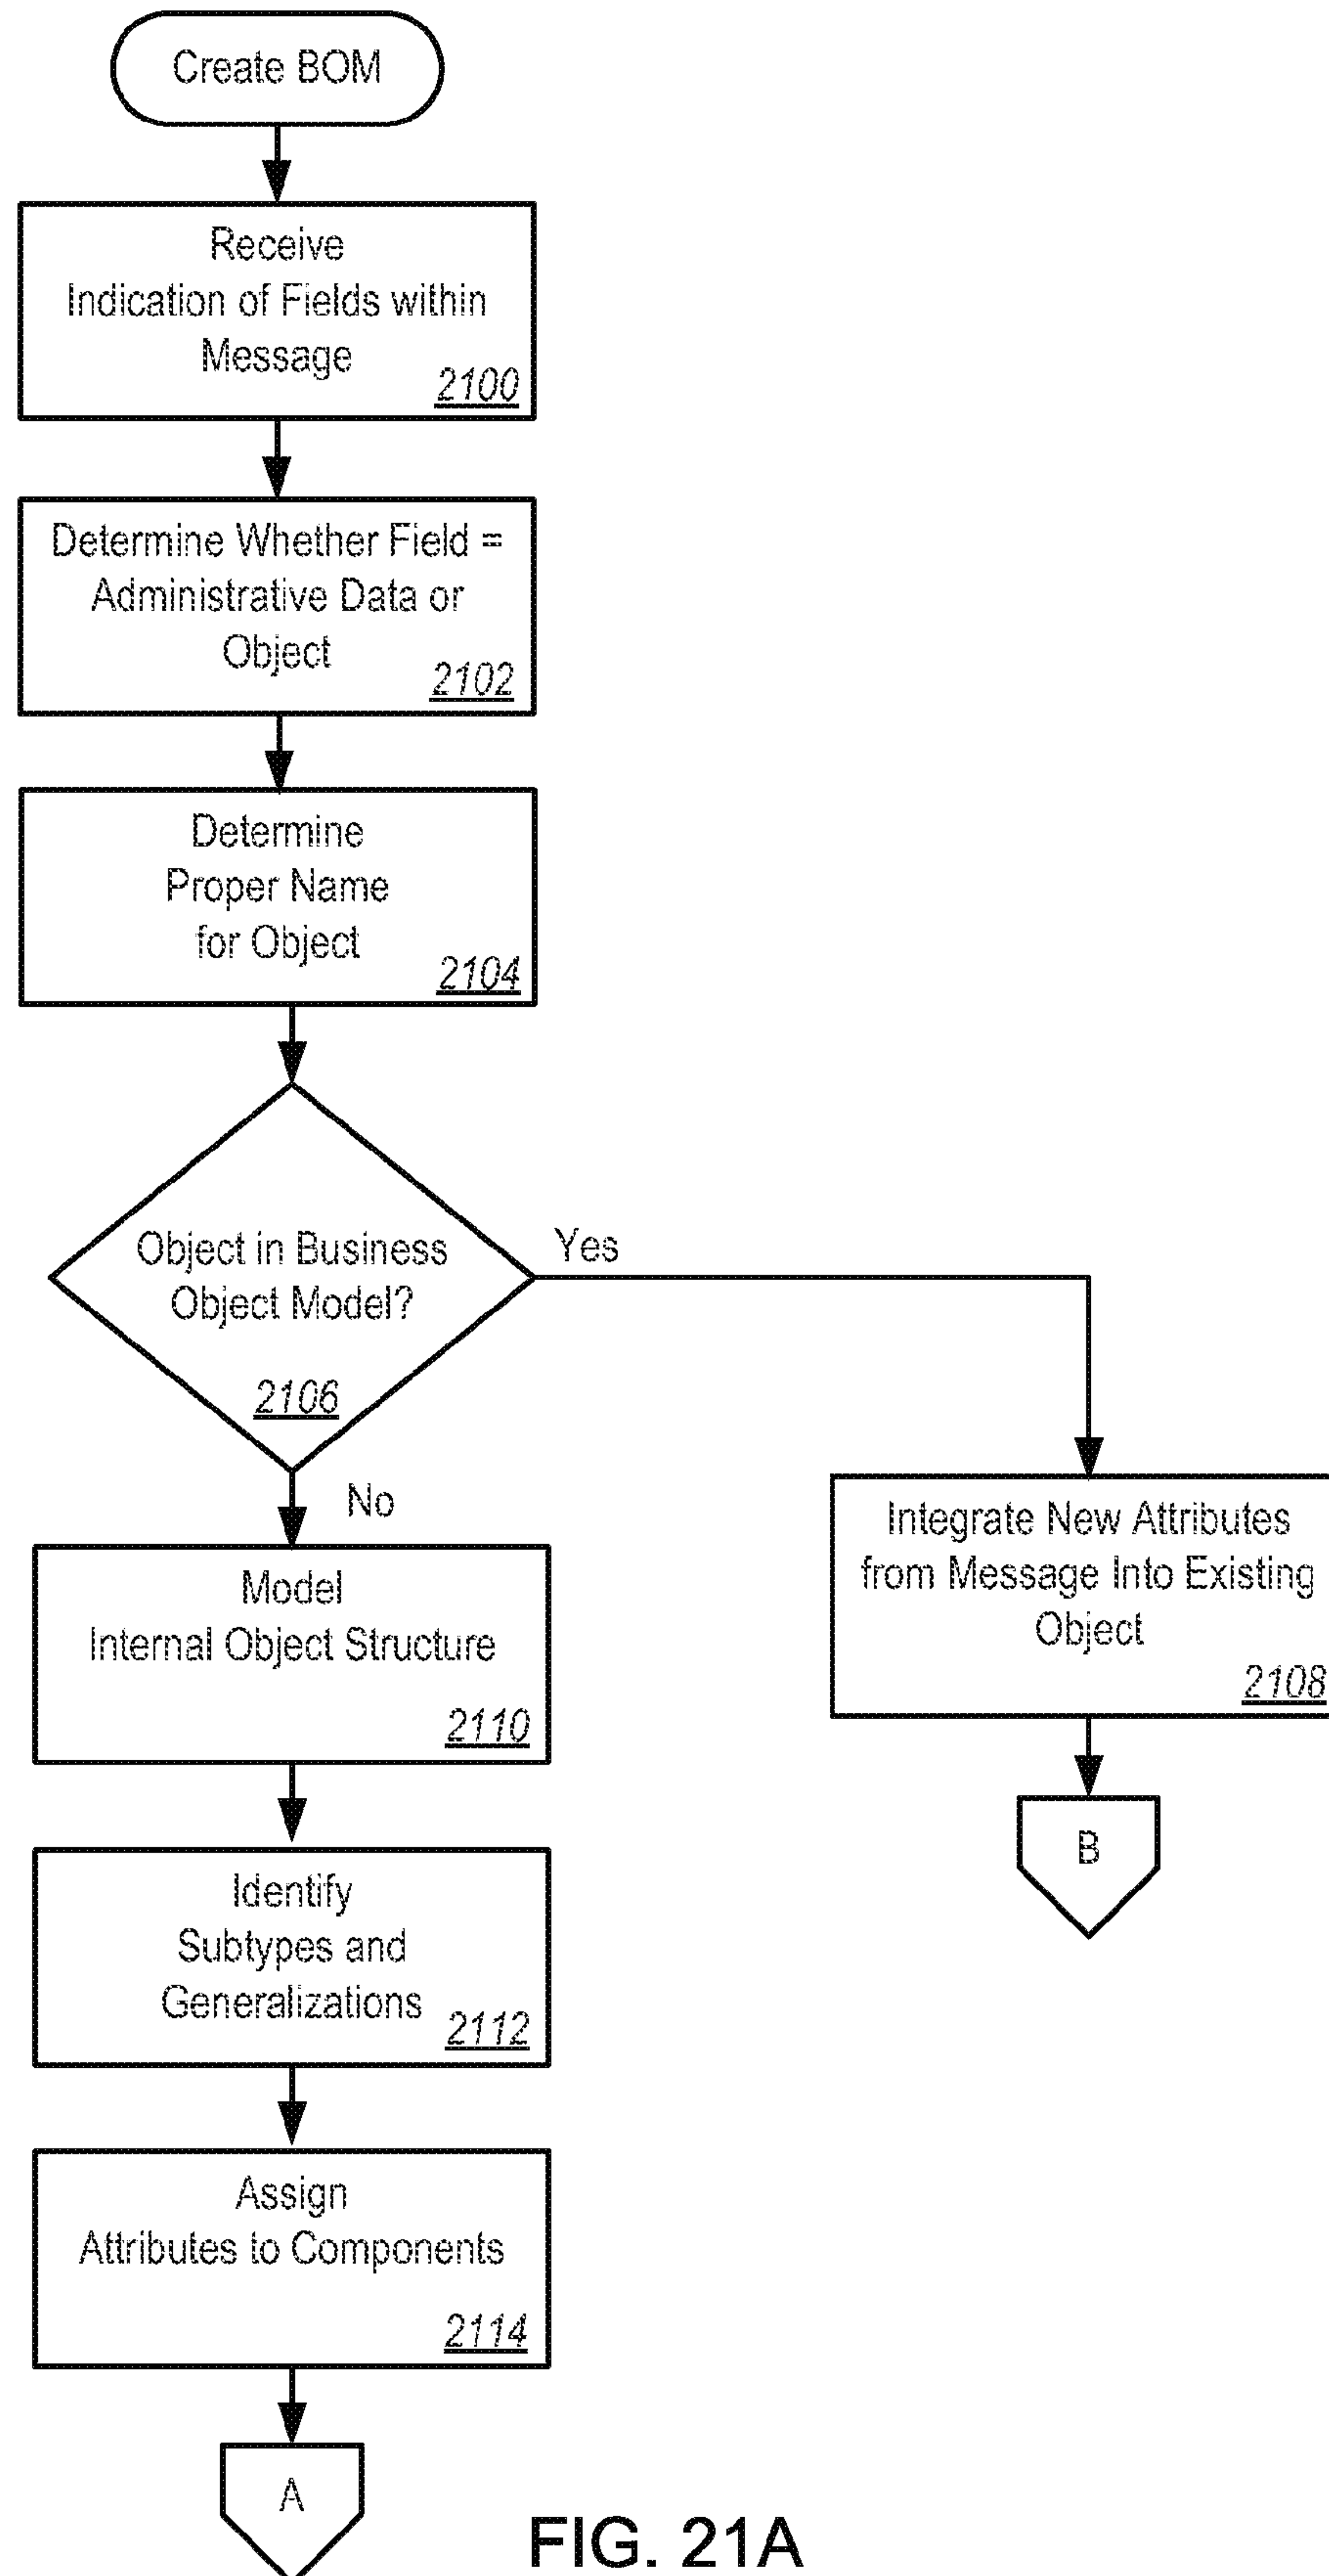 Create BOM
Receive
Indication of Fields within
Message
2100
Determine Whether Field =
Administrative Data or
Object
2102
Determine
Proper Name
for Object
2104
Object in Business
Object Model?
2106
Yes
No
Integrate New Attributes
from Message Into Existing
Object
2108
B
Model
Internal Object Structure
2110
Identify
Subtypes and
Generalizations
2112
Assign
Attributes to Components
2114
A
FIG. 21A